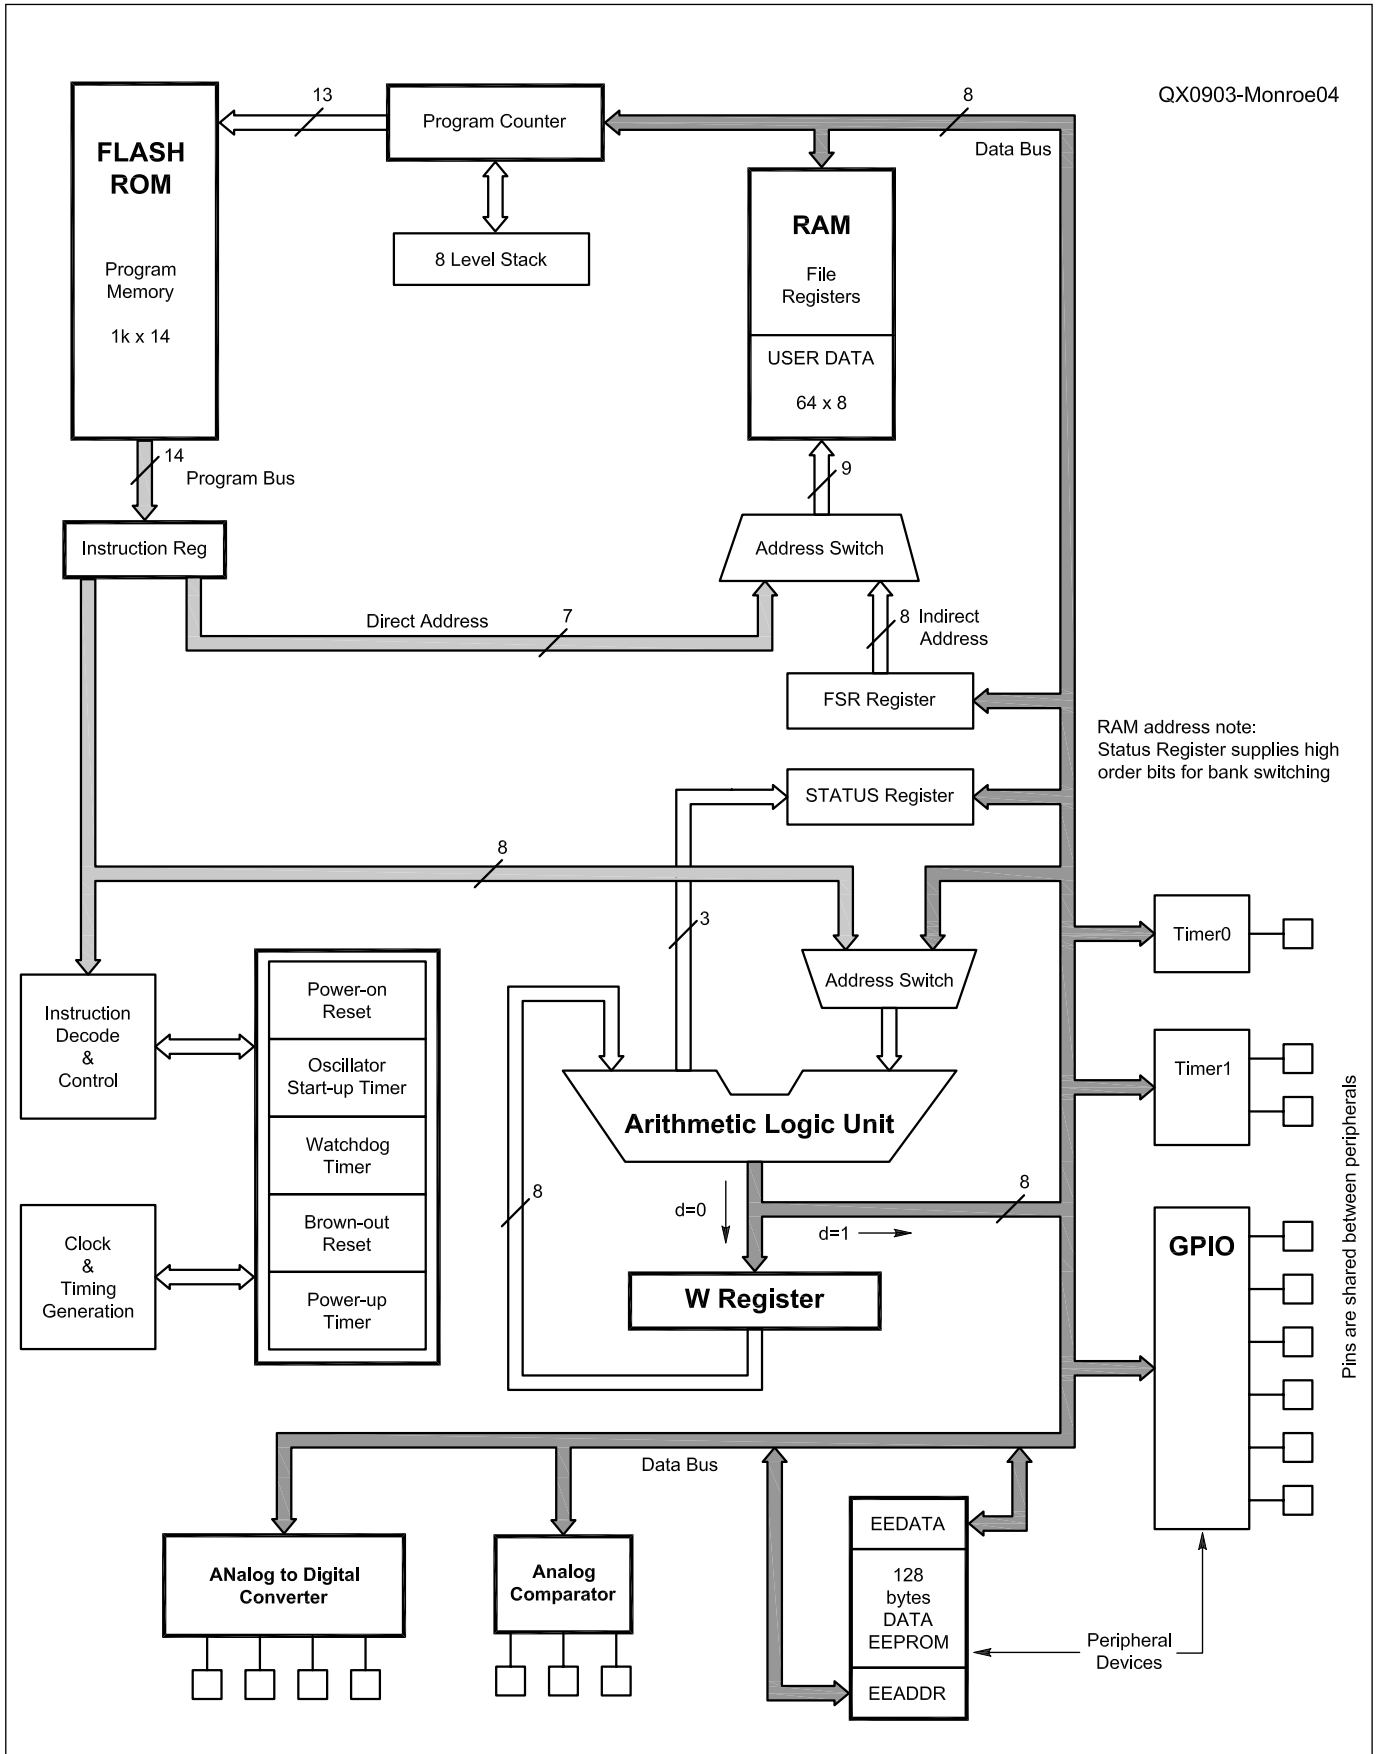 QX0903-Monroe04
13
8
Program Counter
Data Bus
FLASH
ROM
Program
Memory
1k x 14
8 Level Stack
RAM
File
Registers
USER DATA
64 x 8
14
Program Bus
9
Instruction Reg
Address Switch
Direct Address
7
8
Indirect
Address
FSR Register
RAM address note:
Status Register supplies high
order bits for bank switching
STATUS Register
8
3
Timer0
Address Switch
Instruction
Decode
&
Control
Power-on
Reset
Oscillator
Start-up Timer
Watchdog
Timer
Brown-out
Reset
Power-up
Timer
Clock
&
Timing
Generation
Timer1
Arithmetic Logic Unit
8
d=0
d=1
8
W Register
GPIO
Pins are shared between peripherals
Data Bus
ANalog to Digital
Converter
Analog
Comparator
EEDATA
128
bytes
DATA
EEPROM
EEADDR
Peripheral
Devices